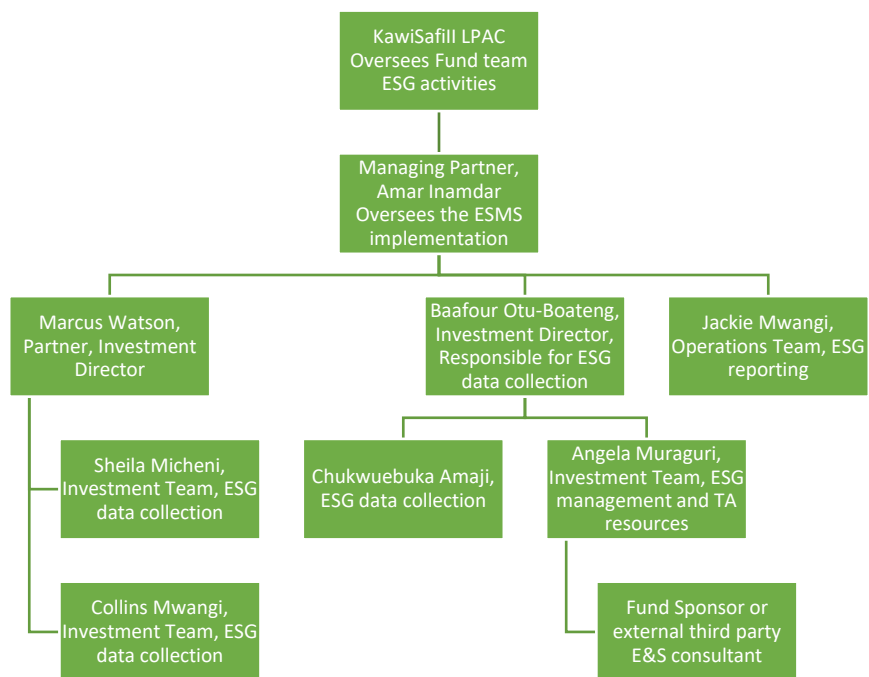 KawiSafiII LPAC
Oversees Fund team
ESG activities
Managing Partner,
Amar Inamdar
Oversees the ESMS
implementation
Marcus Watson,
Partner, Investment
Director
Baafour Otu-Boateng,
Investment Director,
Responsible for ESG
data collection
Jackie Mwangi,
Operations Team, ESG
reporting
Sheila Micheni,
Investment Team, ESG
data collection
Chukwuebuka Amaji,
ESG data collection
Angela Muraguri,
Investment Team, ESG
management and TA
resources
Collins Mwangi,
Investment Team, ESG
data collection
Fund Sponsor or
external third party
E&S consultant